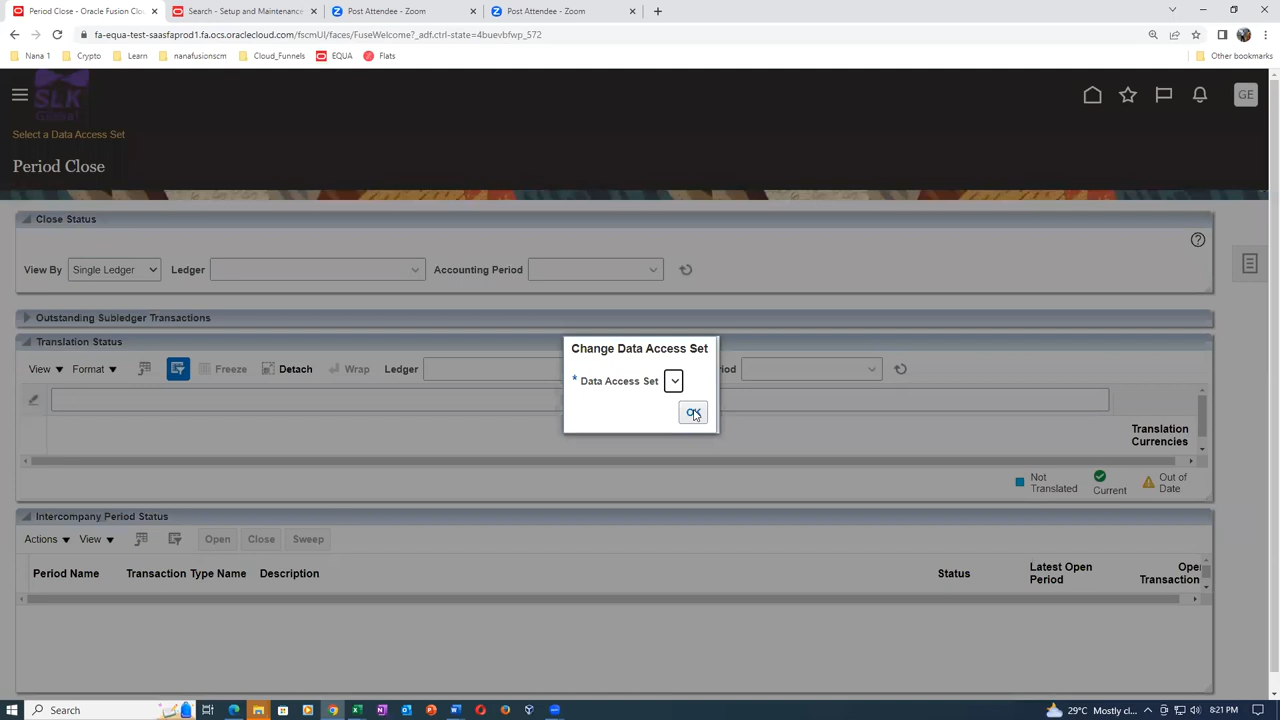 Period Close - Oracle Fusion Clou
Search - Setup and Maintenance
Post Attendee - Zoom
Post Attendee - Zoom
fa-equa-test-saasfaprod1.fa.ocs.oraclecloud.com/fscmUI/faces/FuseWelcome?_adf.ctrl-state=4buevbfwp_572
Nana 1
Crypto
Learn
nanafusionscm
Cloud_Funnels
EQUA
Flats
Other bookmarks
SLK
Global
GE
Select a Data Access Set
Period Close
Close Status
View By Single Ledger Ledger Accounting Period
Outstanding Subledger Transactions
Translation Status
View Format Freeze Detach Wrap Ledger
Change Data Access Set
* Data Access Set
OK
Translation
Currencies
Not
Translated
Current
Out of
Date
Intercompany Period Status
Actions View Open Close Sweep
Period Name Transaction Type Name Description Status
Latest Open
Period
Open
Transaction
Search
29°C Mostly cl...
8:21 PM